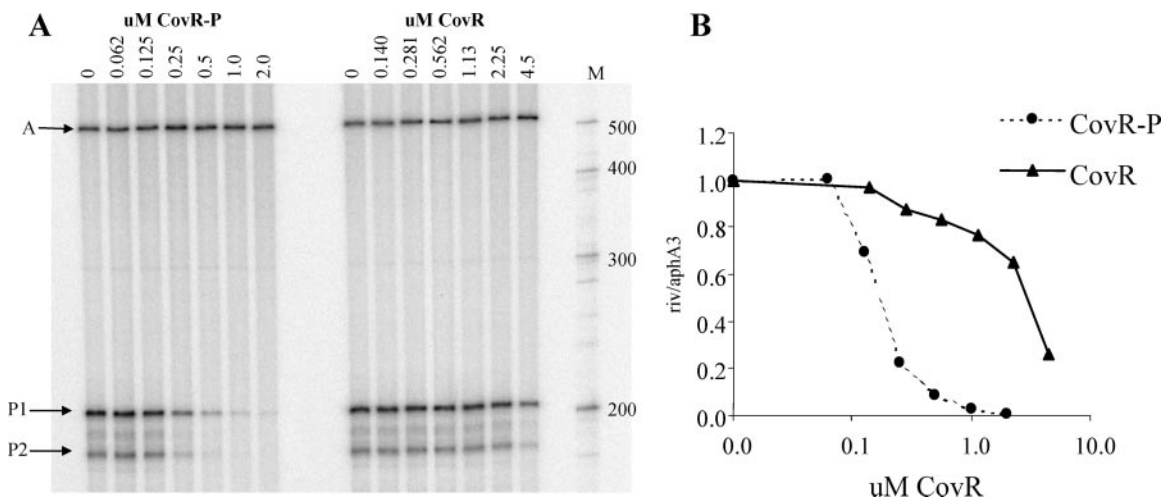 A
uM CovR-P
0 0.062 0.125 0.25 0.5 1.0 2.0
uM CovR
0 0.140 0.281 0.562 1.13 2.25 4.5
M
A
500
400
300
P1
200
P2
B
CovR-P
CovR
riv/aphA3
1.2
1.0
0.8
0.6
0.4
0.2
0.0
0.0 0.1 1.0 10.0
uM CovR